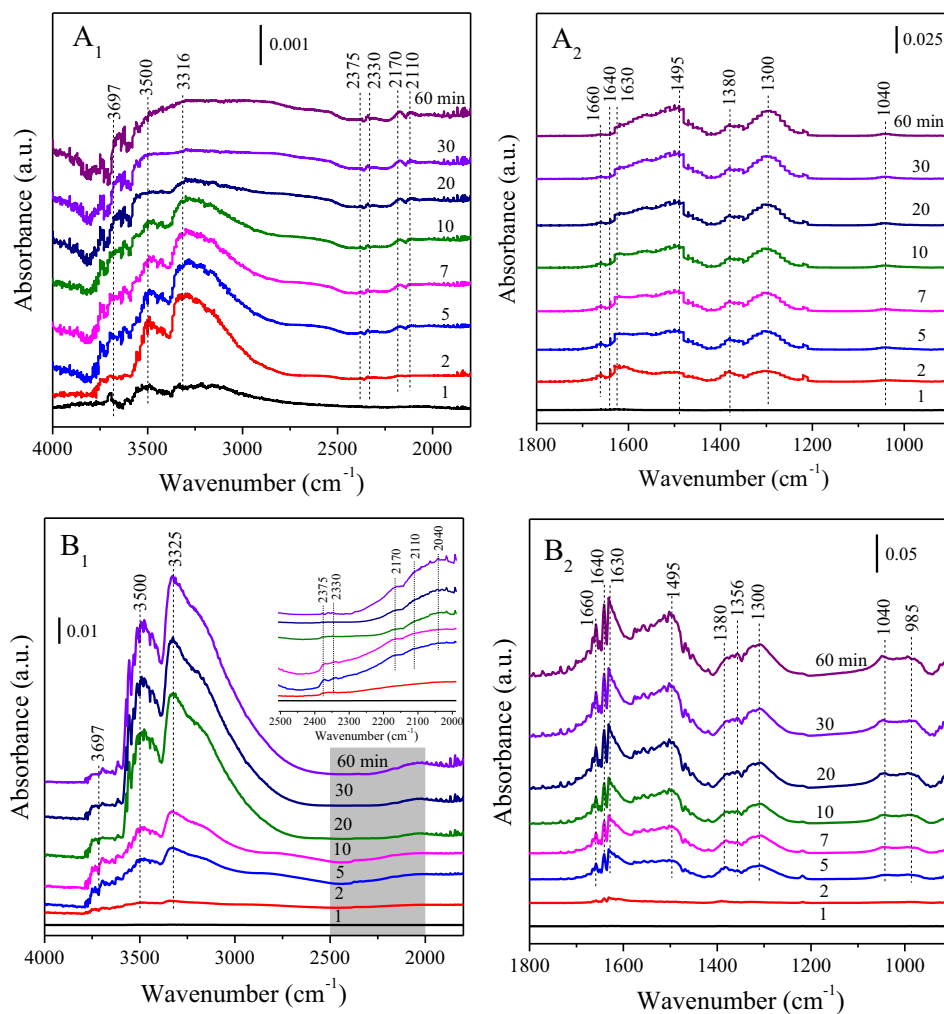 A1
0.001
3697
3500
3316
2375
2330
2170
2110
60 min
30
20
10
7
5
2
1
Absorbance (a.u.)
4000 3500 3000 2500 2000
Wavenumber (cm-1)
A2
0.025
1660
1640
1630
1495
1380
1300
1040
60 min
30
20
10
7
5
2
1
Absorbance (a.u.)
1800 1600 1400 1200 1000
Wavenumber (cm-1)
B1
0.01
3697
3500
3325
2375
2330
2170
2110
2040
2500 2400 2300 2200 2100 2000
Wavenumber (cm-1)
60 min
30
20
10
5
2
1
Absorbance (a.u.)
4000 3500 3000 2500 2000
Wavenumber (cm-1)
B2
0.05
1660
1640
1630
1495
1380
1356
1300
1040
985
60 min
30
20
10
7
5
2
1
Absorbance (a.u.)
1800 1600 1400 1200 1000
Wavenumber (cm-1)